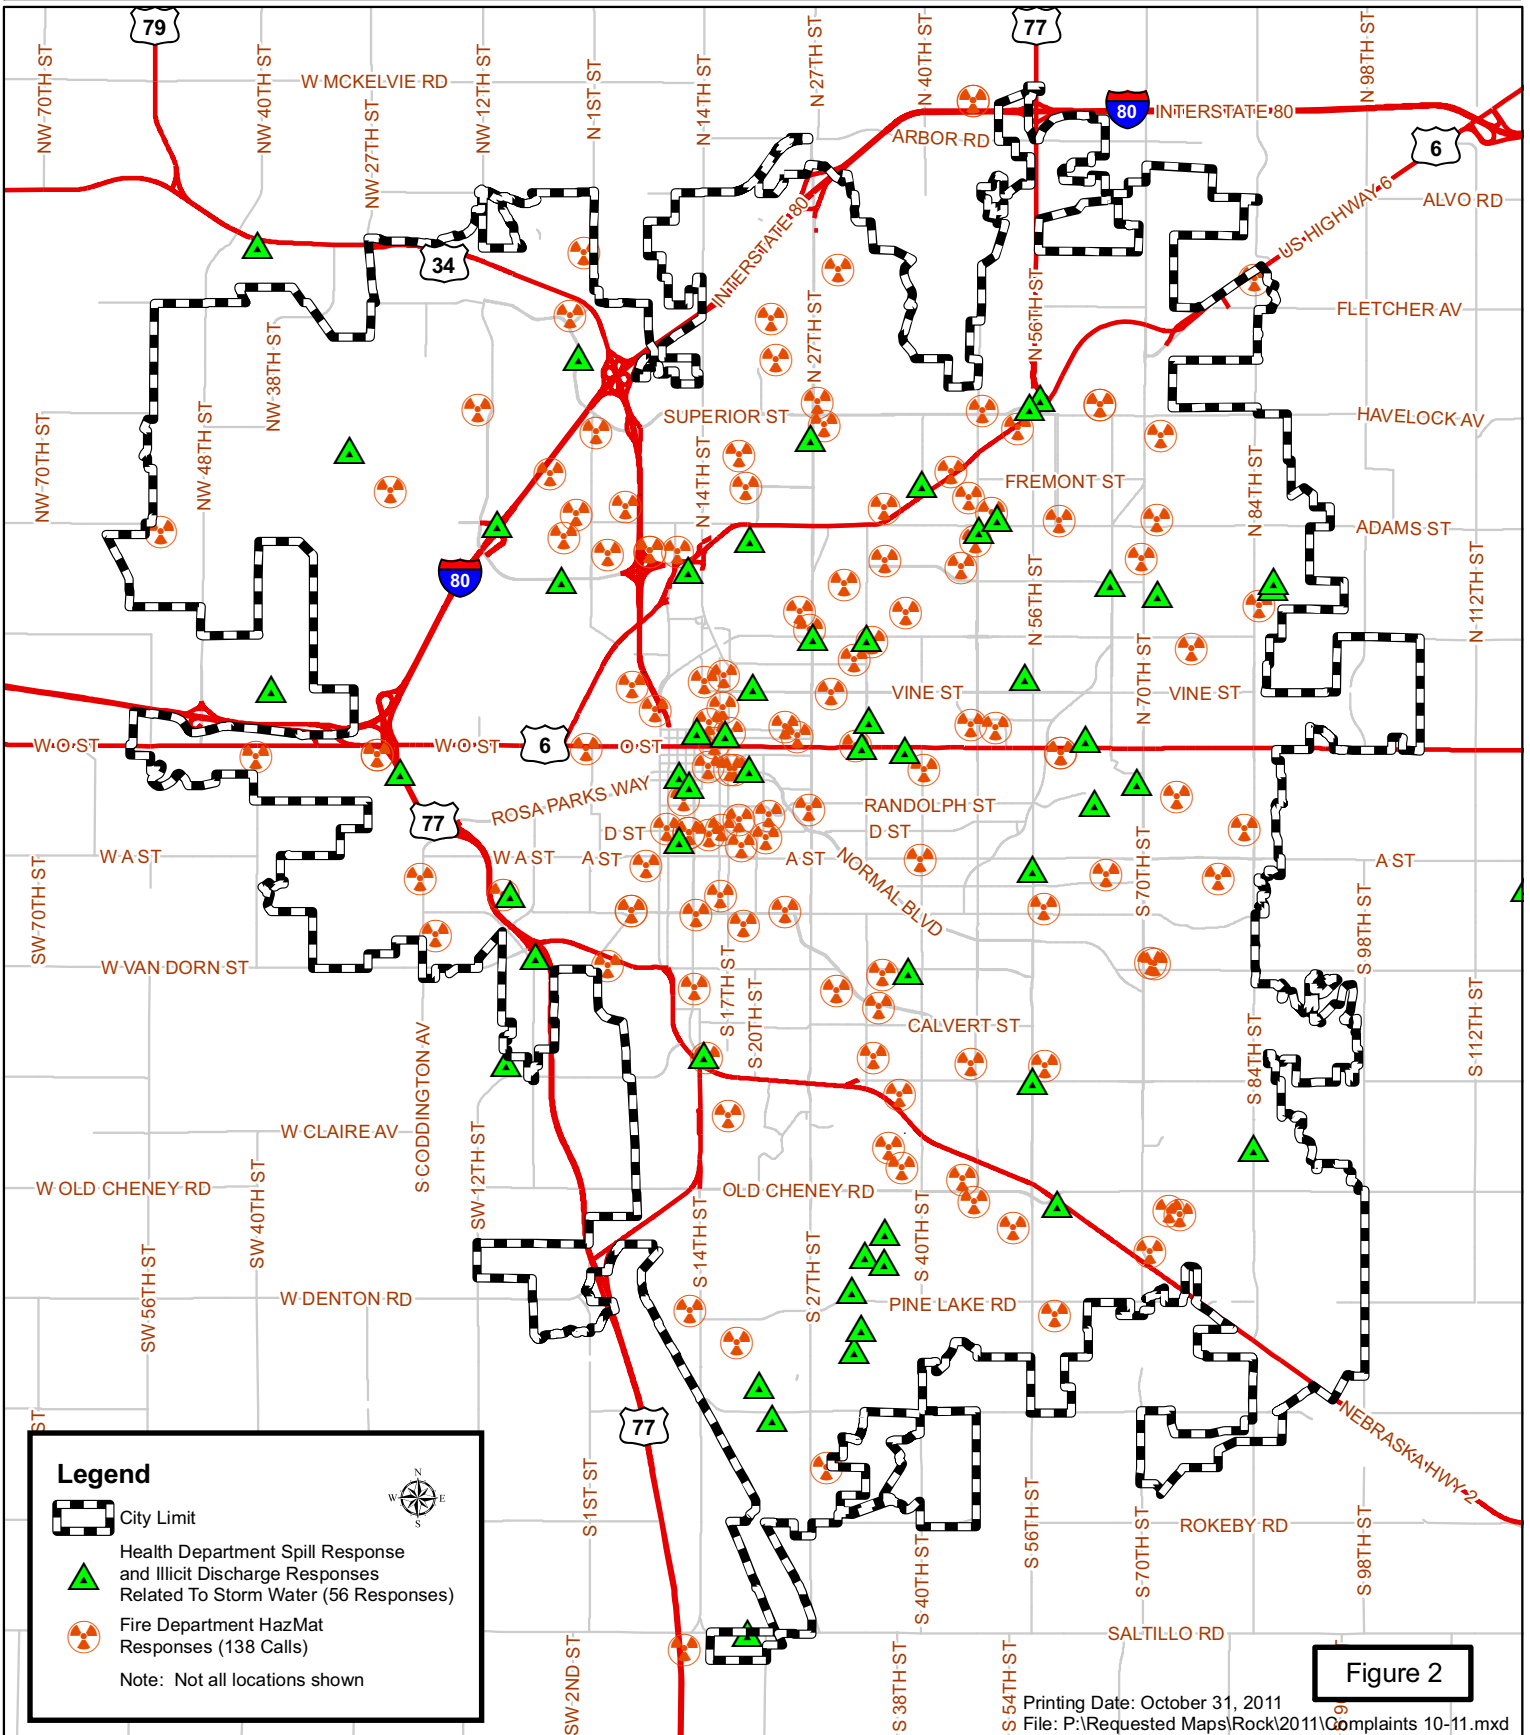 79
77
NW 70TH ST
NW 40TH ST
W MCKELVIE RD
NW 27TH ST
NW 12TH ST
N 1ST ST
N 14TH ST
N 27TH ST
N 40TH ST
N 98TH ST
80
INTERSTATE 80
ARBOR RD
6
ALVO RD
US HIGHWAY 6
34
INTERSTATE 80
FLETCHER AV
NW 38TH ST
N 27TH ST
N 56TH ST
NW 70TH ST
NW 48TH ST
SUPERIOR ST
HAVELOCK AV
N 14TH ST
FREMONT ST
N 84TH ST
ADAMS ST
80
N 56TH ST
N 112TH ST
N 70TH ST
VINE ST
VINE ST
W O ST
W O ST
6
O ST
ROSA PARKS WAY
RANDOLPH ST
77
D ST
D ST
W A ST
W A ST
A ST
A ST
A ST
NORMAL BLVD
SW 70TH ST
S 70TH ST
S 98TH ST
W VAN DORN ST
S 17TH ST
S 20TH ST
CALVERT ST
S CODDINGTON AV
S 84TH ST
S 112TH ST
W CLAIRE AV
SW 12TH ST
W OLD CHENEY RD
SW 40TH ST
OLD CHENEY RD
S 14TH ST
S 40TH ST
SW 56TH ST
S 27TH ST
W DENTON RD
PINE LAKE RD
77
NEBRASKA HWY 2
ST
S 1ST ST
S 56TH ST
S 40TH ST
S 70TH ST
ROKEBY RD
S 98TH ST
SALTILLO RD
SW 2ND ST
S 38TH ST
S 54TH ST
Legend
N
W E
S
City Limit
Health Department Spill Response
and Illicit Discharge Responses
Related To Storm Water (56 Responses)
Fire Department HazMat
Responses (138 Calls)
Note: Not all locations shown
Figure 2
Printing Date: October 31, 2011
File: P:\Requested Maps\Rock\2011\Complaints 10-11.mxd